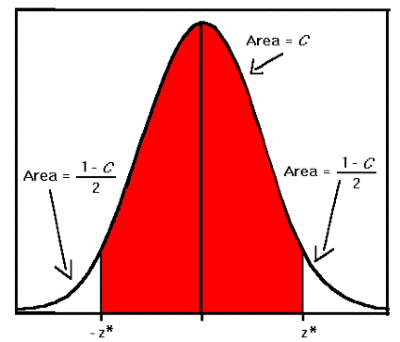 Area = C
Area = 1 - C
2
Area = 1 - C
2
-z*
z*